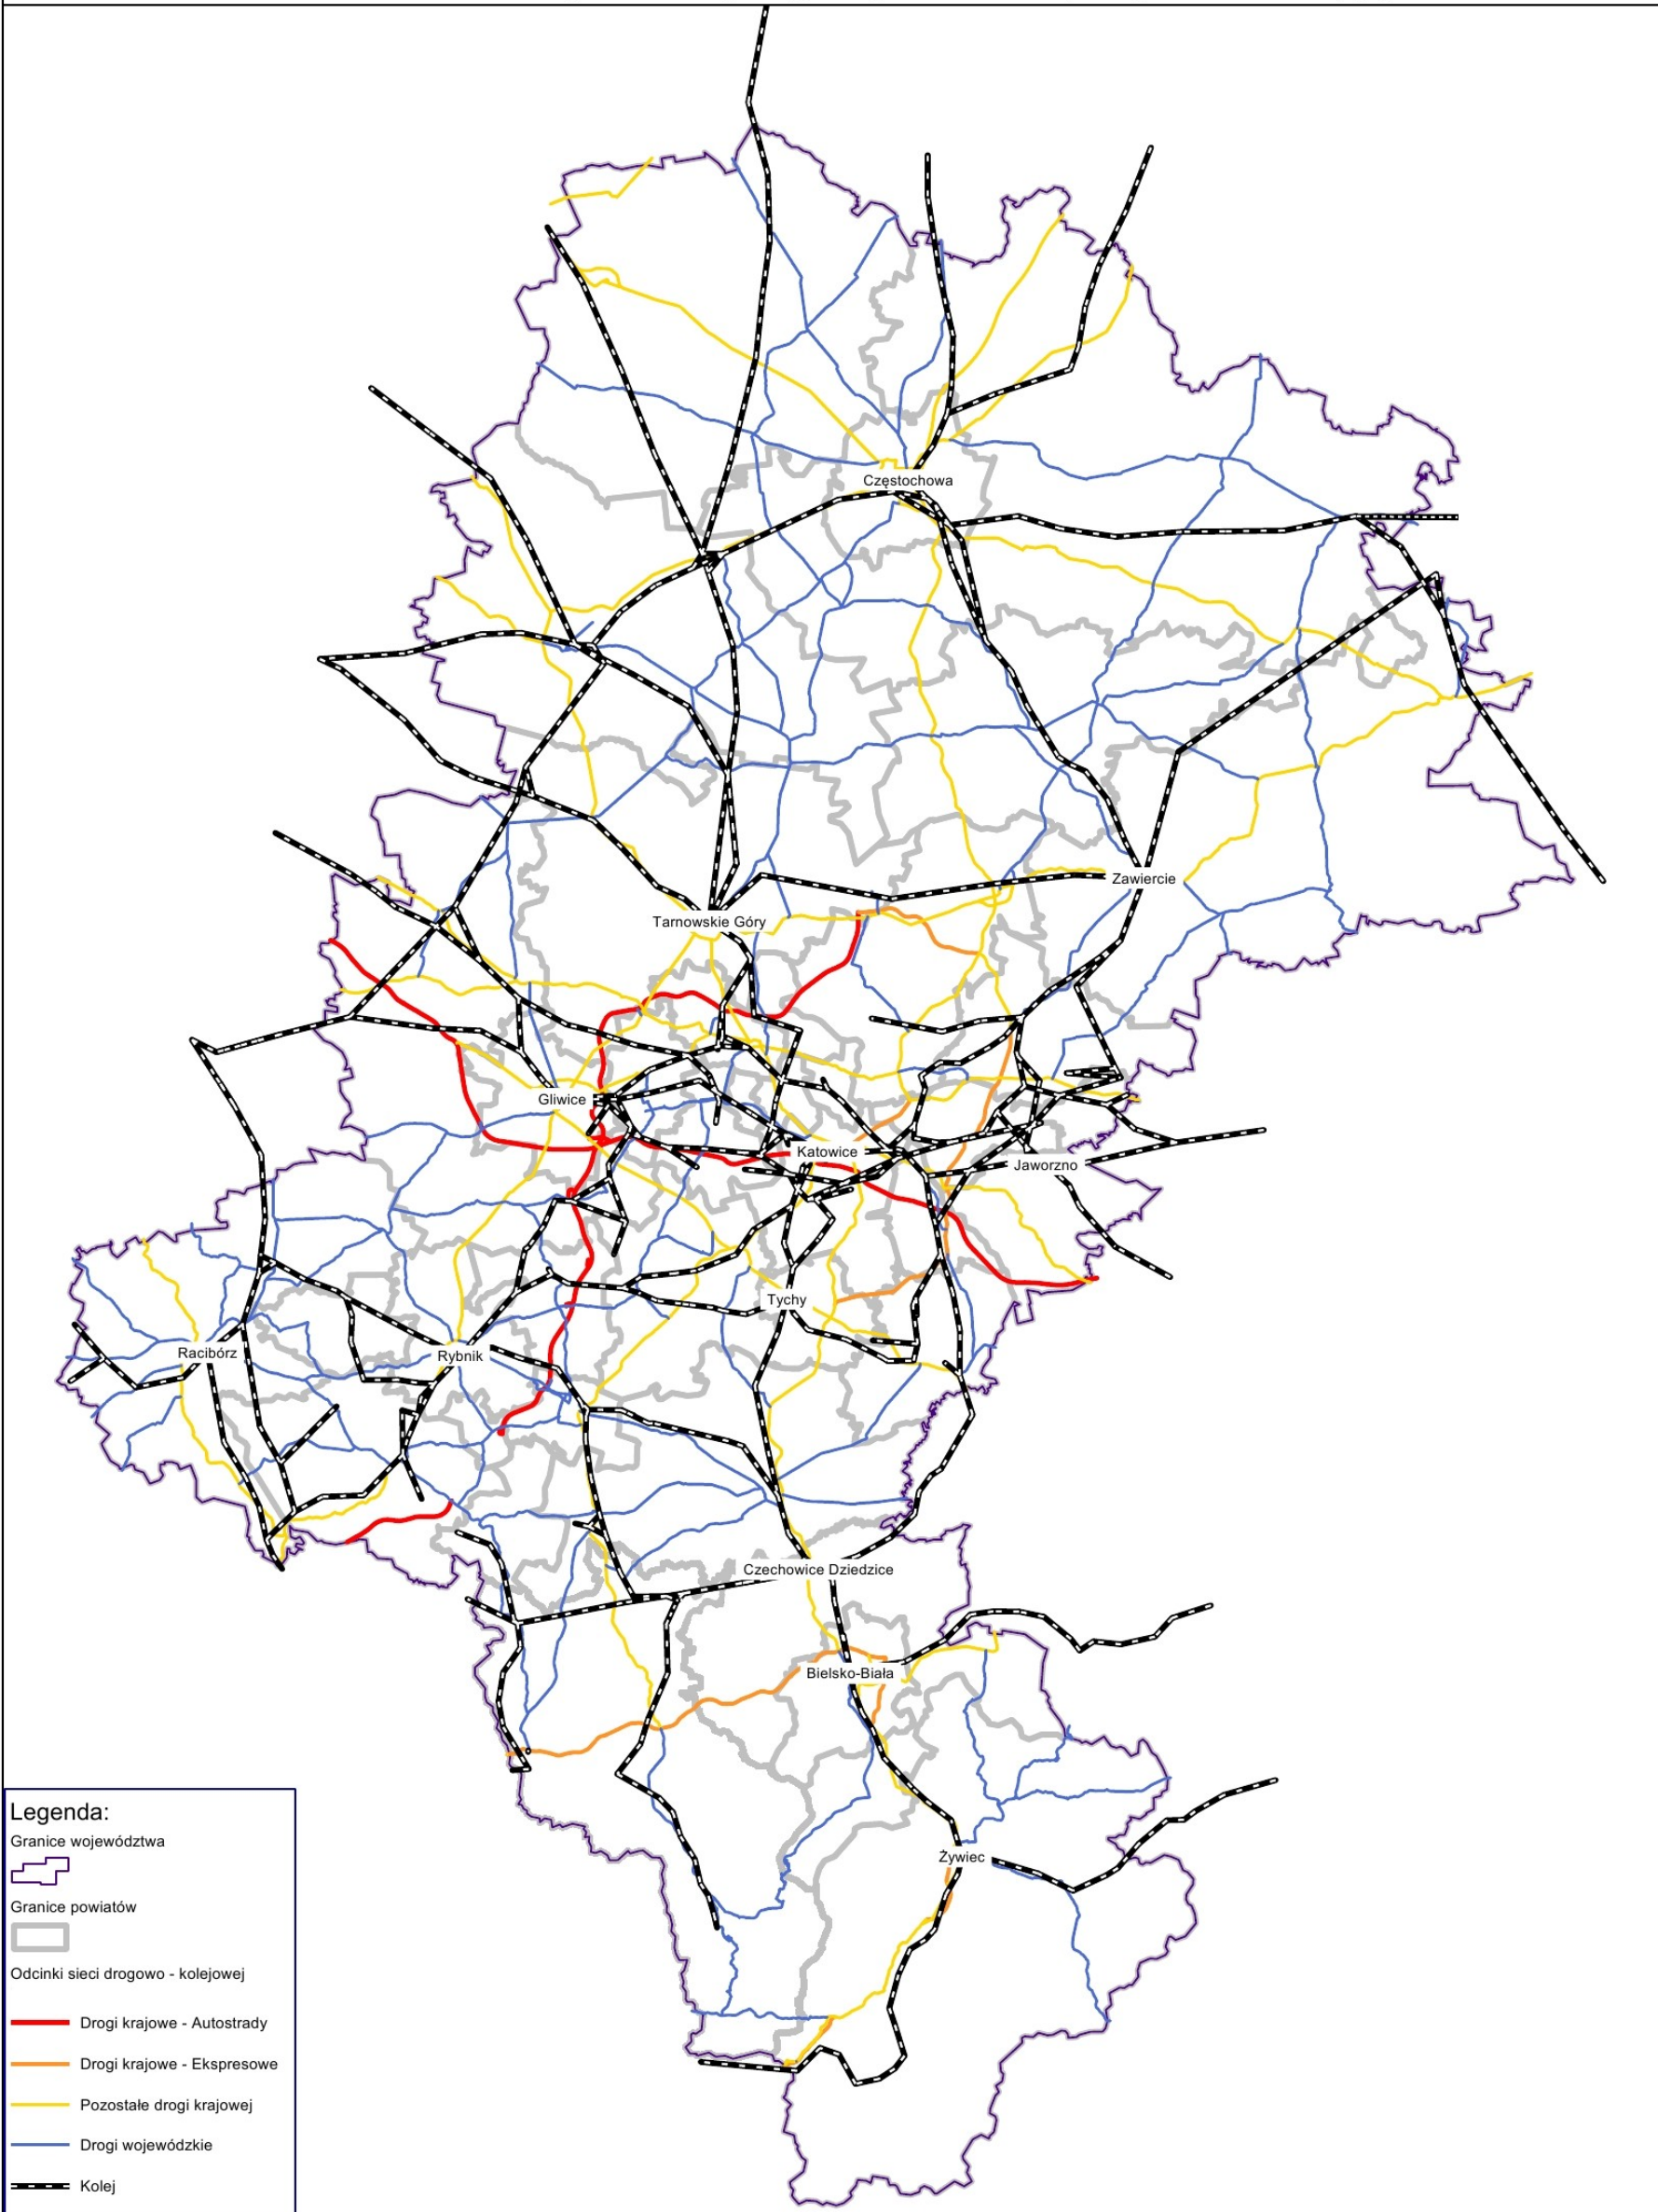 Częstochowa
Zawiercie
Tarnowskie Góry
Gliwice
Katowice
Jaworzno
Tychy
Racibórz
Rybnik
Czechowice Dziedzice
Bielsko-Biała
Żywiec
Legenda:
Granice województwa
Granice powiatów
Odcinki sieci drogowo - kolejowej
Drogi krajowe - Autostrady
Drogi krajowe - Ekspresowe
Pozostałe drogi krajowej
Drogi wojewódzkie
Kolej